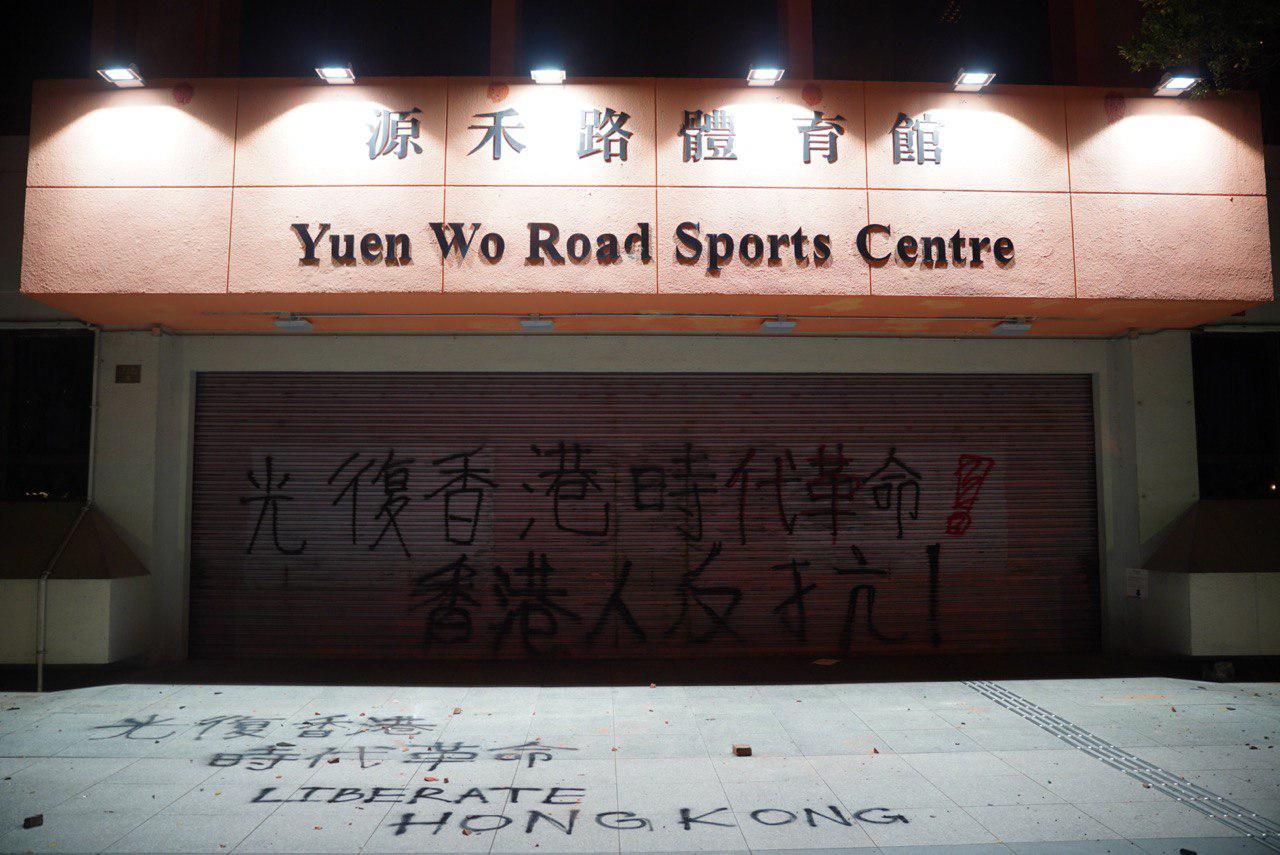 源禾路體育館
Yuen Wo Road Sports Centre
光復香港時代革命!
香港人反抗!
光復香港
時代革命
LIBERATE
HONG KONG